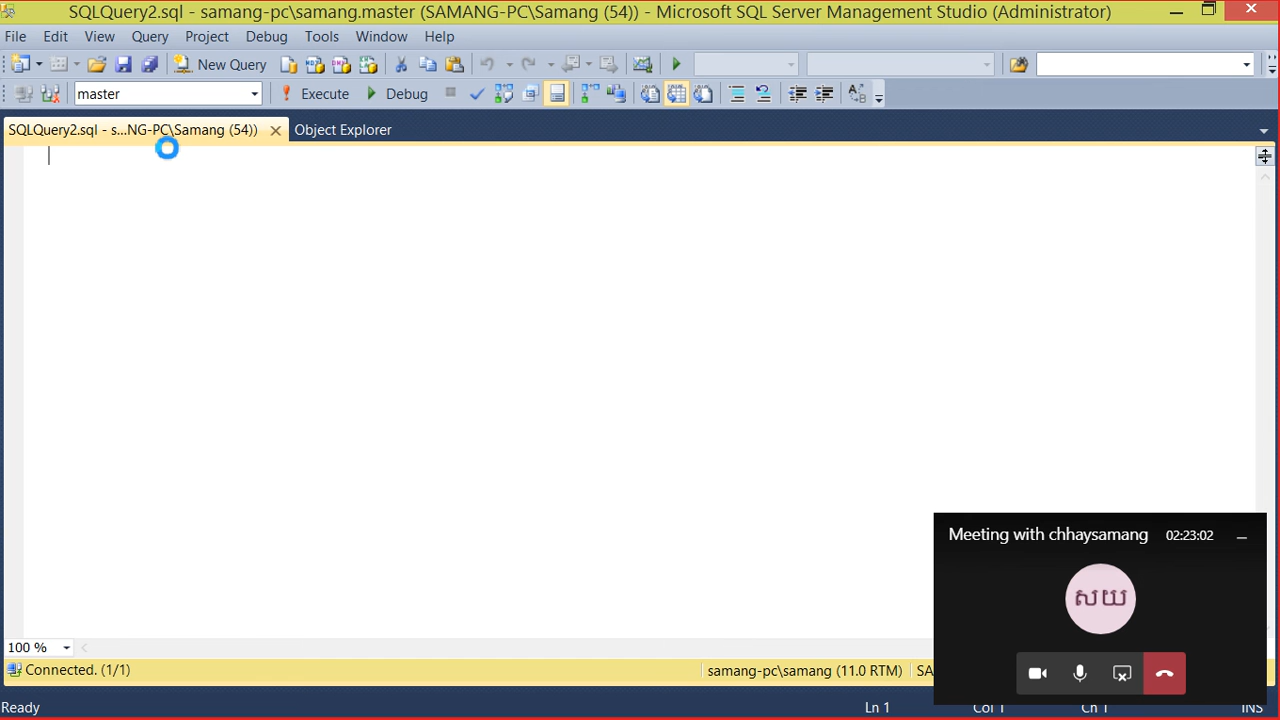 SQLQuery2.sql - samang-pc\samang.master (SAMANG-PC\Samang (54)) - Microsoft SQL Server Management Studio (Administrator)
File Edit View Query Project Debug Tools Window Help
New Query
master Execute Debug
SQLQuery2.sql - s...NG-PC\Samang (54)) Object Explorer
Meeting with chhaysamang 02:23:02
សយ
100 %
Connected. (1/1) samang-pc\samang (11.0 RTM) SA
Ready Ln 1 Col 1 Ch 1 INS